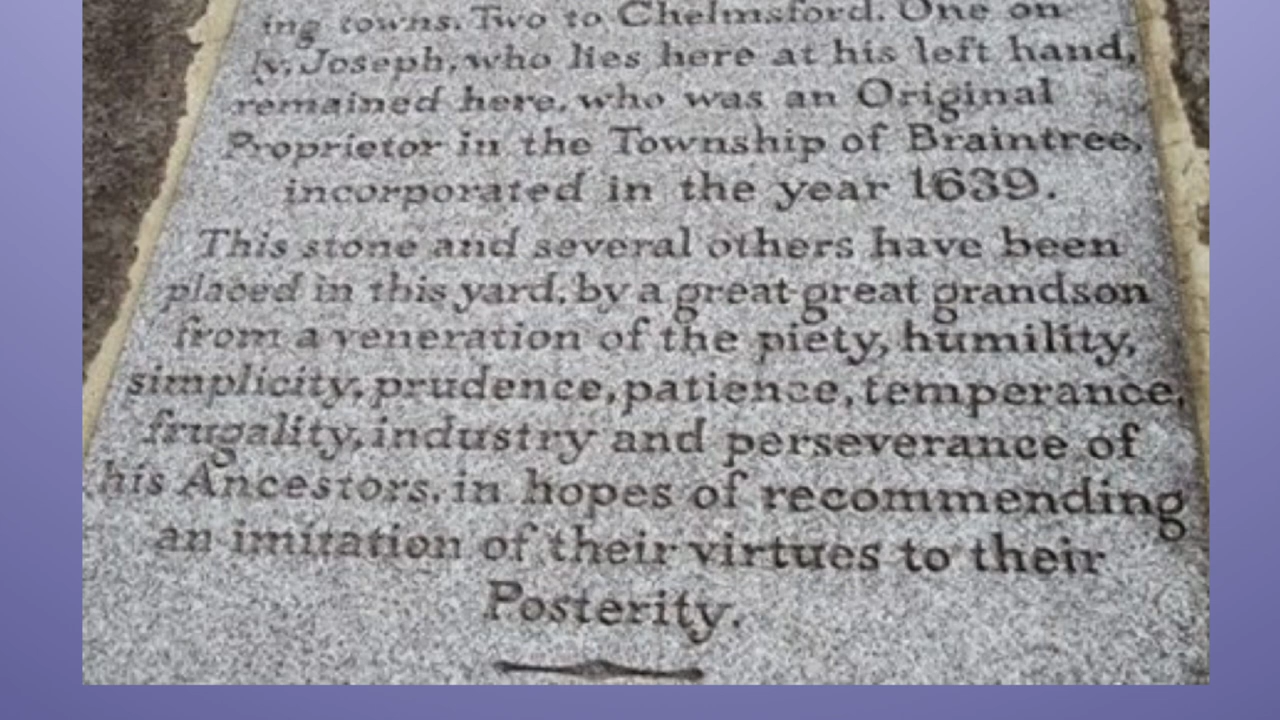 ing towns. Two to Chelmsford. One on
ly, Joseph, who lies here at his left hand,
remained here, who was an Original
Proprietor in the Township of Braintree,
incorporated in the year 1639.
This stone and several others have been
placed in this yard, by a great-great grandson
from a veneration of the piety, humility,
simplicity, prudence, patience, temperance,
frugality, industry and perseverance of
his Ancestors, in hopes of recommending
an imitation of their virtues to their
Posterity.